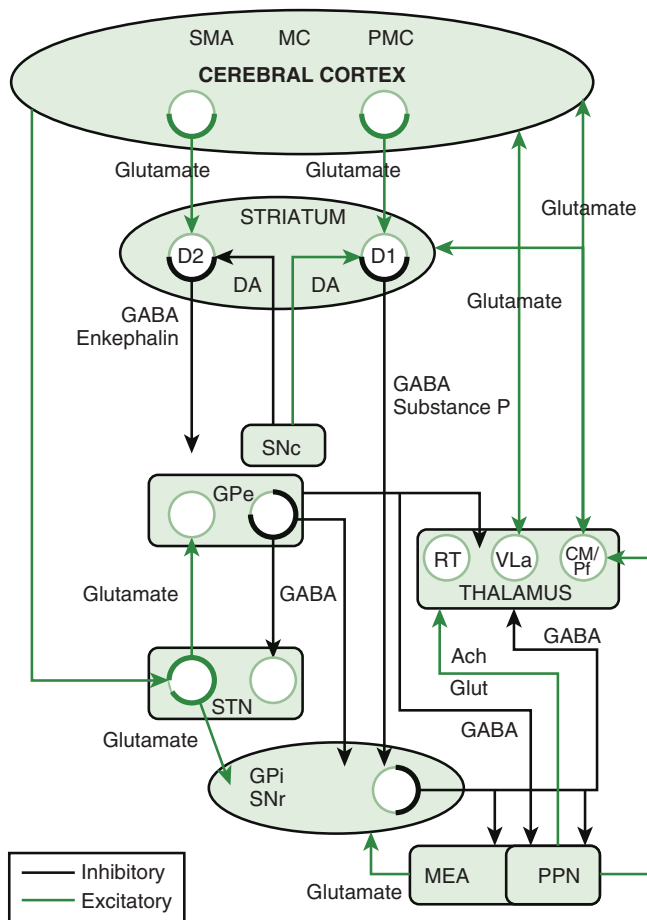 SMA MC PMC
CEREBRAL CORTEX
Glutamate Glutamate
Glutamate
STRIATUM
D2 D1
DA DA
GABA
Enkephalin
Glutamate
GABA
Substance P
SNc
GPe
RT VLa CM/
Pf
THALAMUS
Glutamate GABA
GABA
Ach
Glut
STN
GABA
Glutamate
GPi
SNr
MEA PPN
Glutamate
Inhibitory
Excitatory